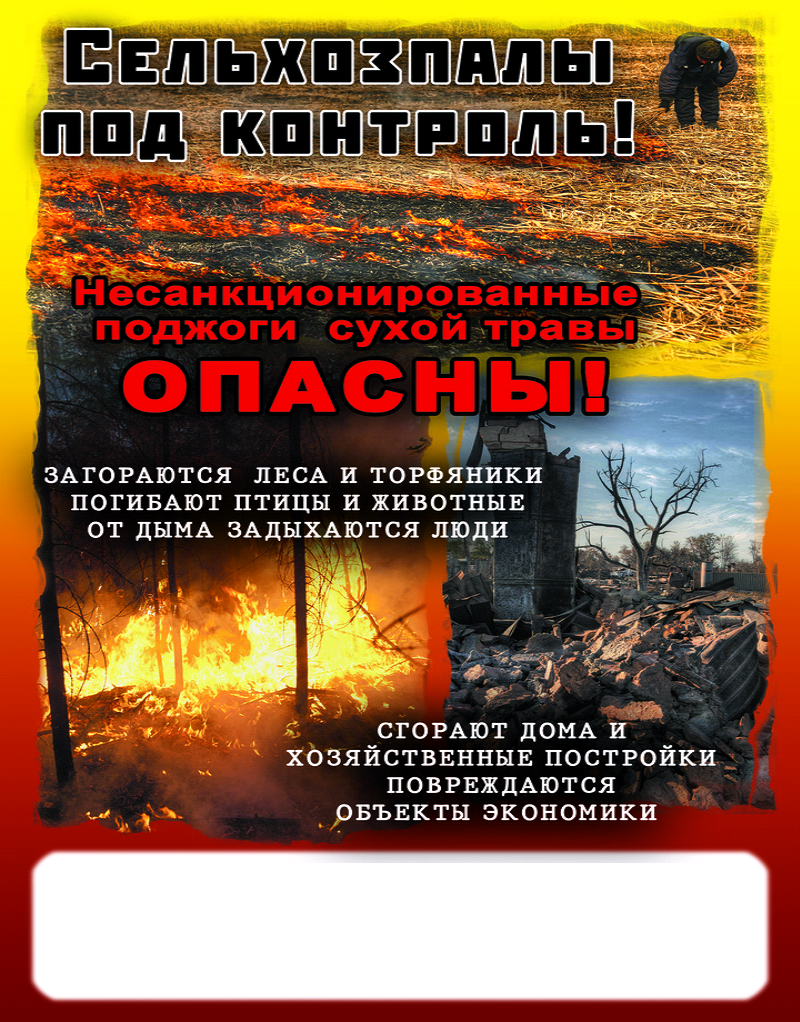 Сельхозпалы
под контроль!
Несанкционированные
поджоги сухой травы
ОПАСНЫ!
ЗАГОРАЮТСЯ ЛЕСА И ТОРФЯНИКИ
ПОГИБАЮТ ПТИЦЫ И ЖИВОТНЫЕ
ОТ ДЫМА ЗАДЫХАЮТСЯ ЛЮДИ
СГОРАЮТ ДОМА И
ХОЗЯЙСТВЕННЫЕ ПОСТРОЙКИ
ПОВРЕЖДАЮТСЯ
ОБЪЕКТЫ ЭКОНОМИКИ